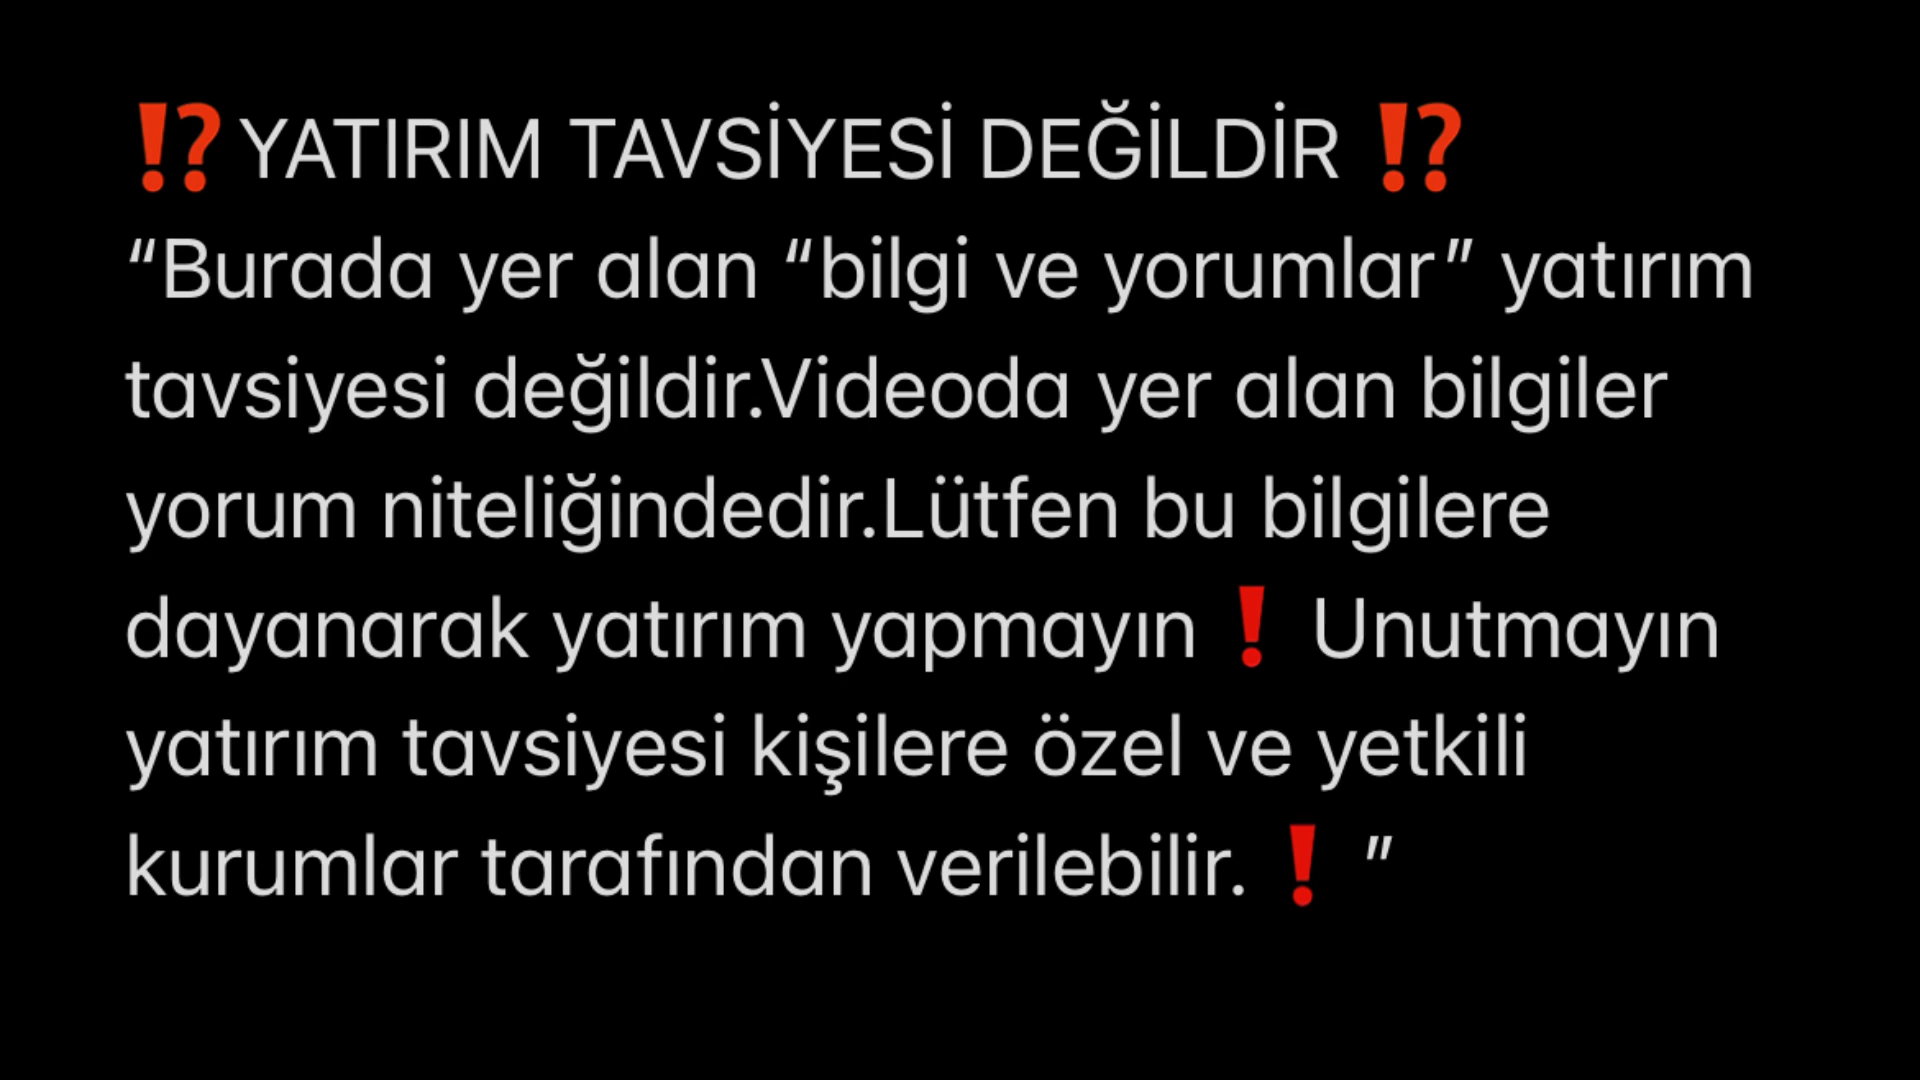 ⁉️YATIRIM TAVSİYESİ DEĞİLDİR ⁉️
“Burada yer alan “bilgi ve yorumlar” yatırım
tavsiyesi değildir.Videoda yer alan bilgiler
yorum niteliğindedir.Lütfen bu bilgilere
dayanarak yatırım yapmayın❗ Unutmayın
yatırım tavsiyesi kişilere özel ve yetkili
kurumlar tarafından verilebilir. ❗ ”